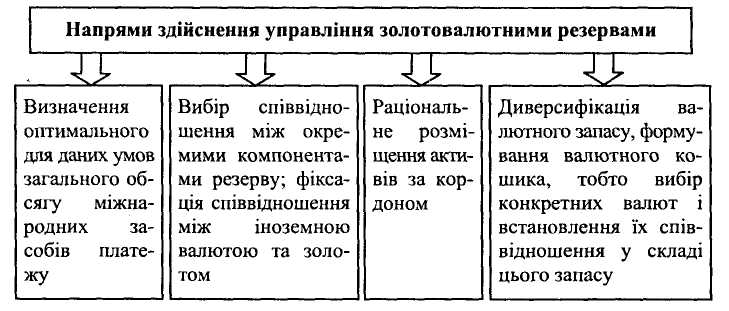 Напрями здійснення управління золотовалютними резервами
Визначення
оптимального
для даних умов
загального об-
сягу міжна-
родних за-
собів плате-
жу
Вибір співвідно-
шення між окре-
мими компонента-
ми резерву; фікса-
ція співвідношення
між іноземною
валютою та золо-
том
Раціональ-
не розмі-
щення акти-
вів за кор-
доном
Диверсифікація ва-
лютного запасу, форму-
вання валютного ко-
шика, тобто вибір
конкретних валют і
встановлення їх спів-
відношення у складі
цього запасу